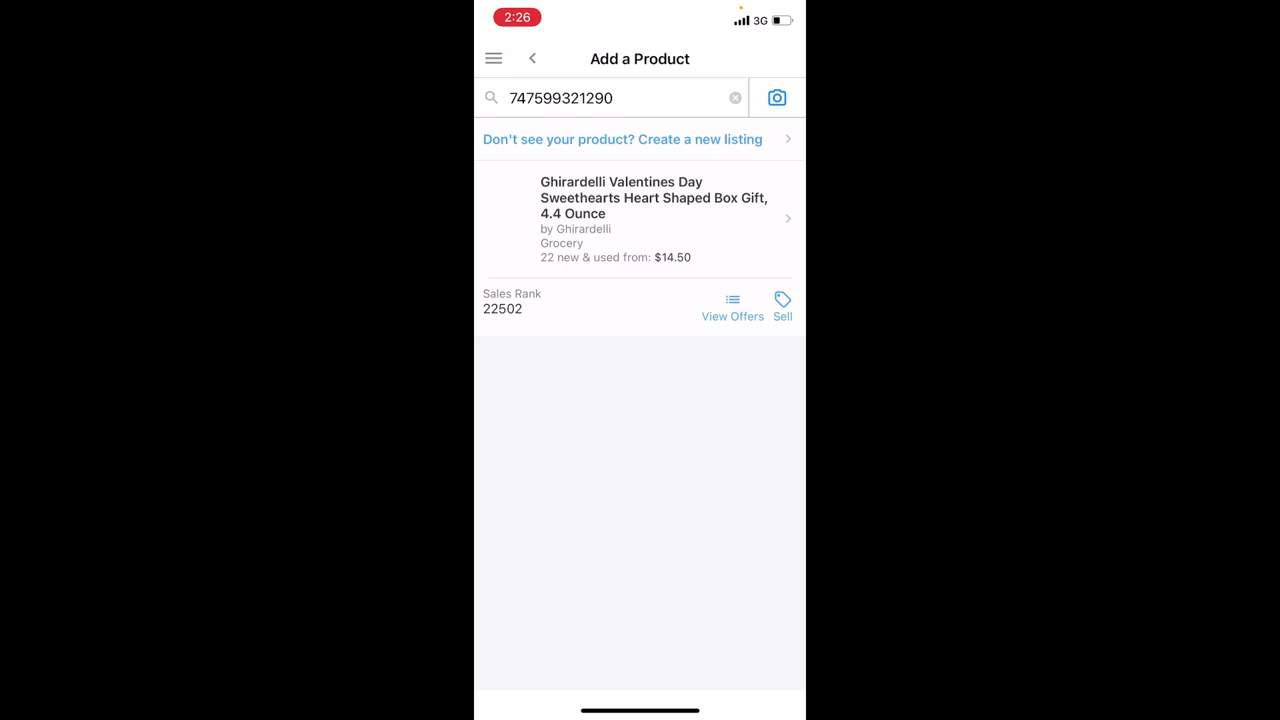 2:26
3G
Add a Product
747599321290
Don't see your product? Create a new listing
Ghirardelli Valentines Day
Sweethearts Heart Shaped Box Gift,
4.4 Ounce
by Ghirardelli
Grocery
22 new & used from: $14.50
Sales Rank
22502
View Offers
Sell